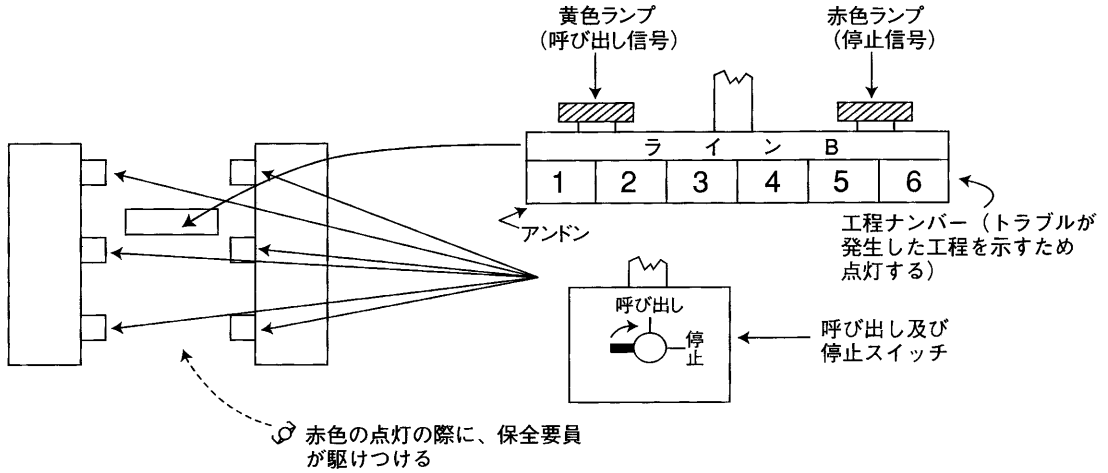 黄色ランプ
（呼び出し信号）
赤色ランプ
（停止信号）
ラインB
1 2 3 4 5 6
アンドン
工程ナンバー（トラブルが
発生した工程を示すため
点灯する）
呼び出し
停止
呼び出し及び
停止スイッチ
赤色の点灯の際に、保全要員
が駆けつける